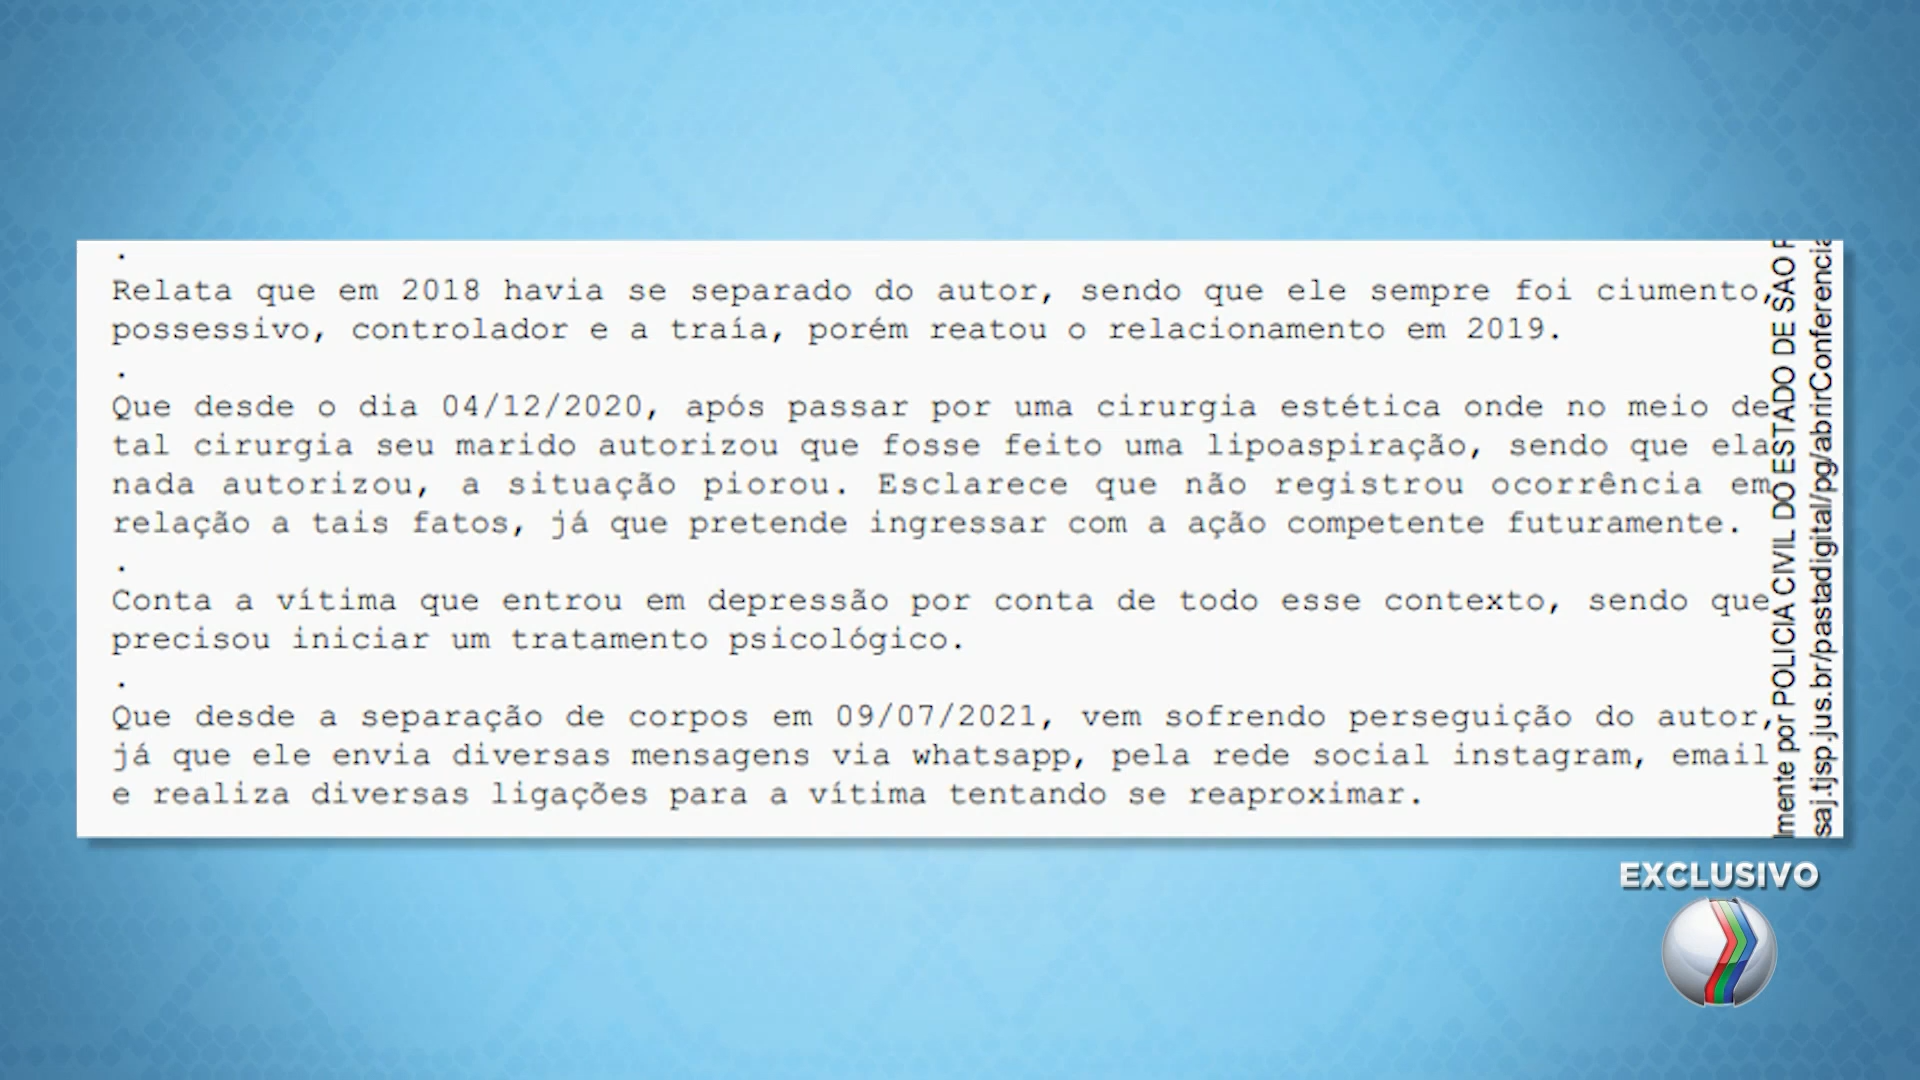 .
Relata que em 2018 havia se separado do autor, sendo que ele sempre foi ciumento,
possessivo, controlador e a traía, porém reatou o relacionamento em 2019.
.
Que desde o dia 04/12/2020, após passar por uma cirurgia estética onde no meio de
tal cirurgia seu marido autorizou que fosse feito uma lipoaspiração, sendo que ela
nada autorizou, a situação piorou. Esclarece que não registrou ocorrência em
relação a tais fatos, já que pretende ingressar com a ação competente futuramente.
.
Conta a vítima que entrou em depressão por conta de todo esse contexto, sendo que
precisou iniciar um tratamento psicológico.
.
Que desde a separação de corpos em 09/07/2021, vem sofrendo perseguição do autor,
já que ele envia diversas mensagens via whatsapp, pela rede social instagram, email
e realiza diversas ligações para a vítima tentando se reaproximar.
lmente por POLICIA CIVIL DO ESTADO DE SAO P
saj.tjsp.jus.br/pastadigital/pg/abrirConferencia
EXCLUSIVO